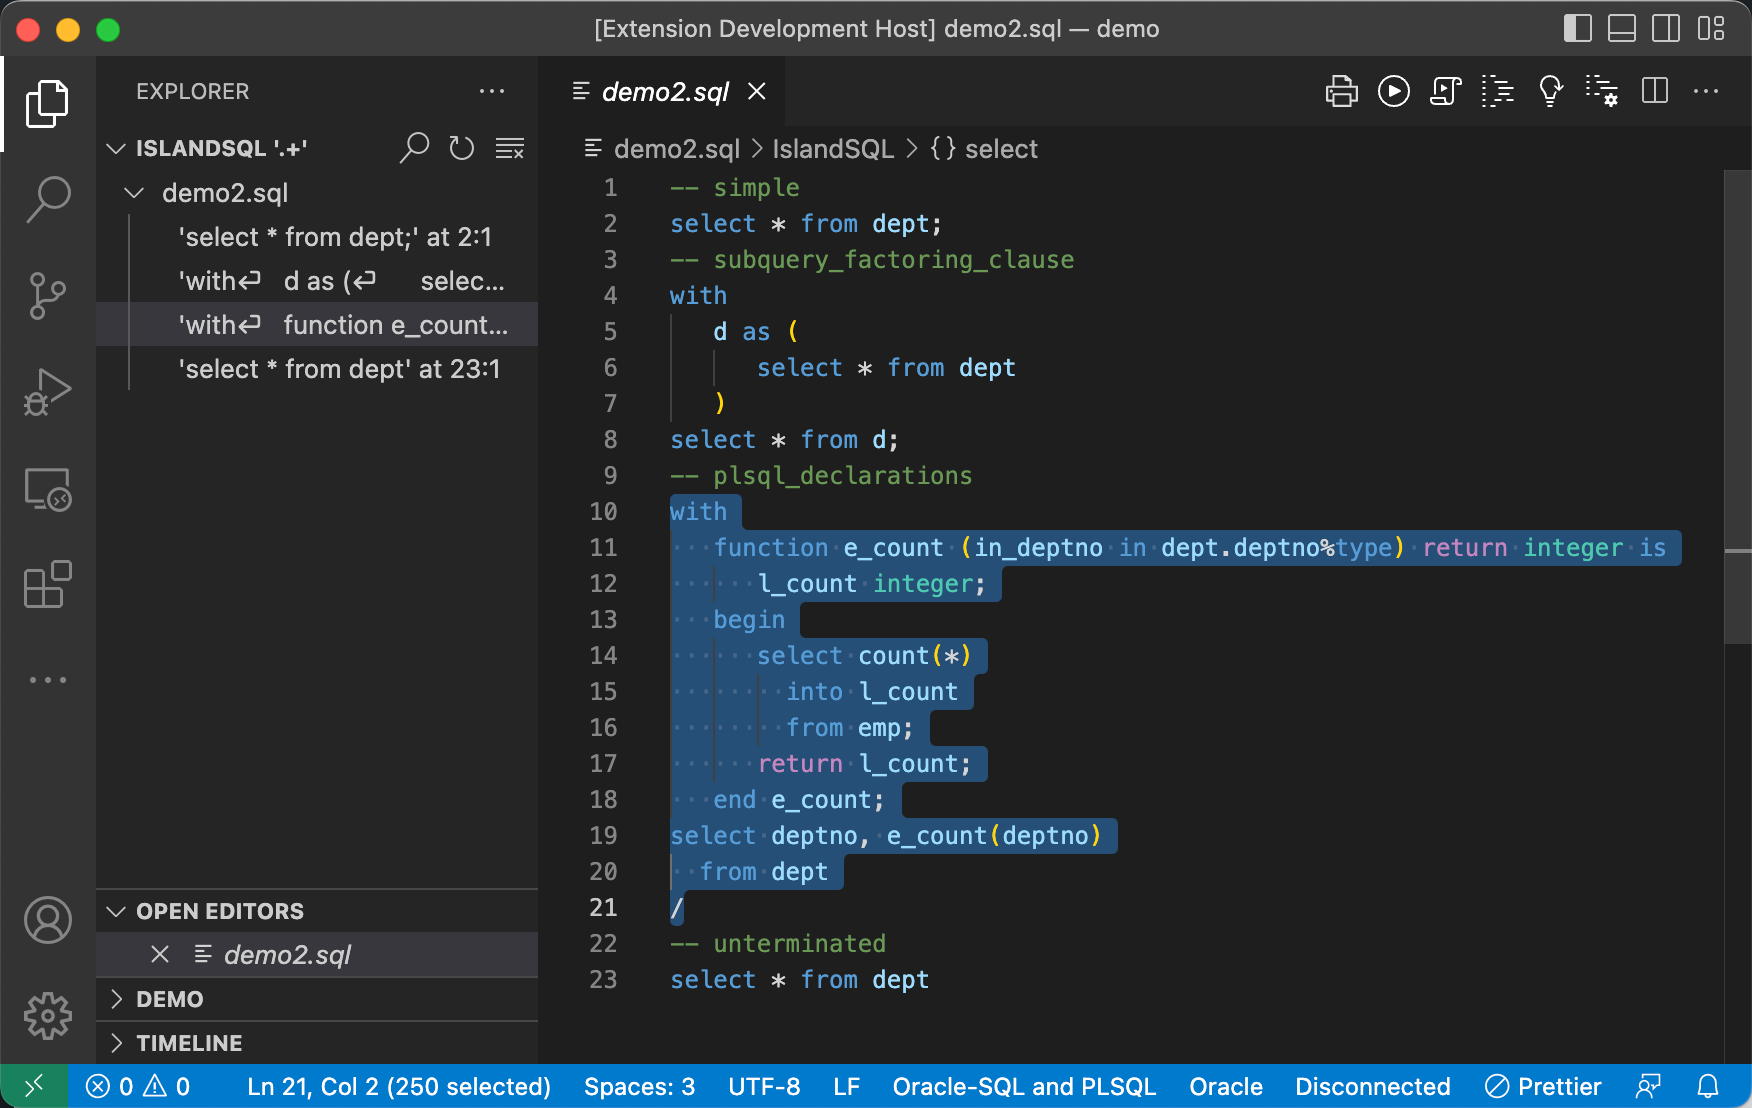 [Extension Development Host] demo2.sql — demo
EXPLORER
ISLANDSQL '.+'
demo2.sql
'select * from dept;' at 2:1
'with↵ d as (↵ selec...
'with↵ function e_count...
'select * from dept' at 23:1
OPEN EDITORS
demo2.sql
DEMO
TIMELINE
demo2.sql
demo2.sql > IslandSQL > {} select
1 -- simple
2 select * from dept;
3 -- subquery_factoring_clause
4 with
5    d as (
6       select * from dept
7    )
8 select * from d;
9 -- plsql_declarations
10 with
11 ···function·e_count·(in_deptno·in·dept.deptno%type)·return·integer·is
12 ······l_count·integer;
13 ···begin
14 ······select·count(*)
15 ········into·l_count
16 ········from·emp;
17 ······return·l_count;
18 ···end·e_count;
19 select·deptno,·e_count(deptno)
20 ··from·dept
21 /
22 -- unterminated
23 select * from dept
0 0 Ln 21, Col 2 (250 selected) Spaces: 3 UTF-8 LF Oracle-SQL and PLSQL Oracle Disconnected Prettier